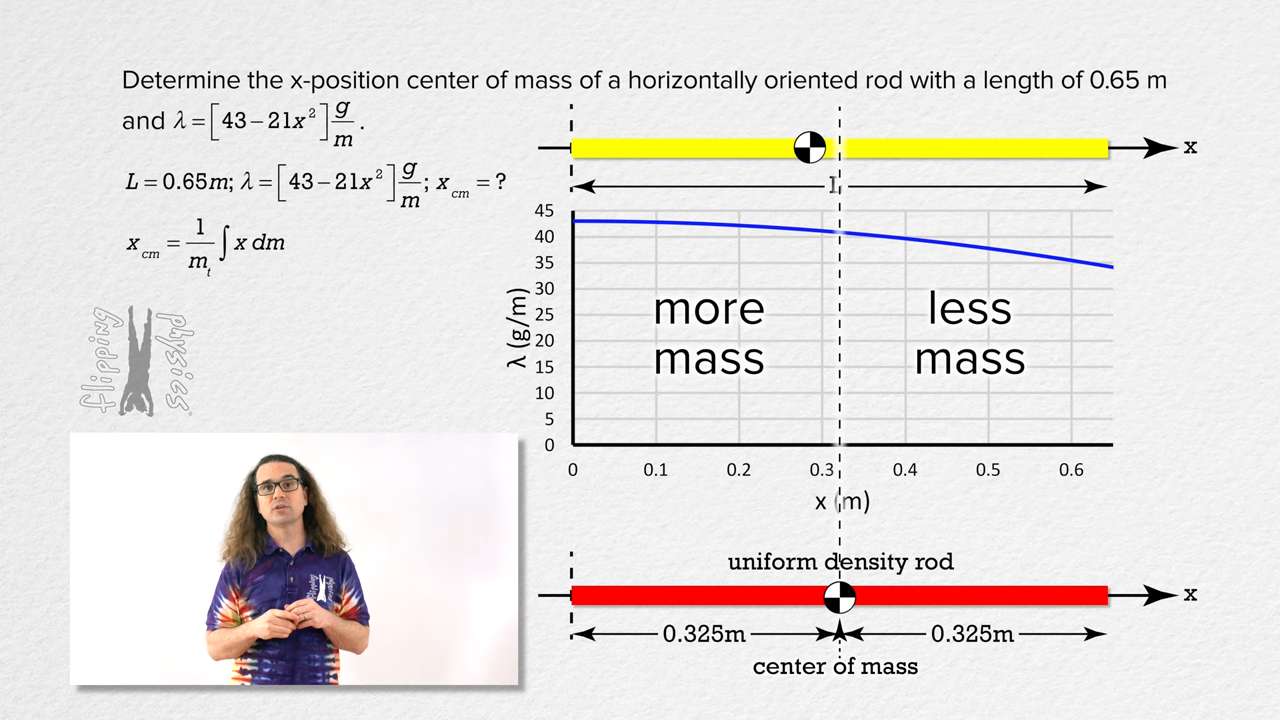 Determine the x-position center of mass of a horizontally oriented rod with a length of 0.65 m
and λ = [43 – 21x²] g/m .
L = 0.65m; λ = [43 – 21x²] g/m; x_cm = ?
x_cm = 1/m_t ∫ x dm
flipping
physics
x
L
45
40
35
30
25
20
15
10
5
0
λ (g/m)
more
mass
less
mass
0 0.1 0.2 0.3 0.4 0.5 0.6
x (m)
uniform density rod
x
0.325m 0.325m
center of mass